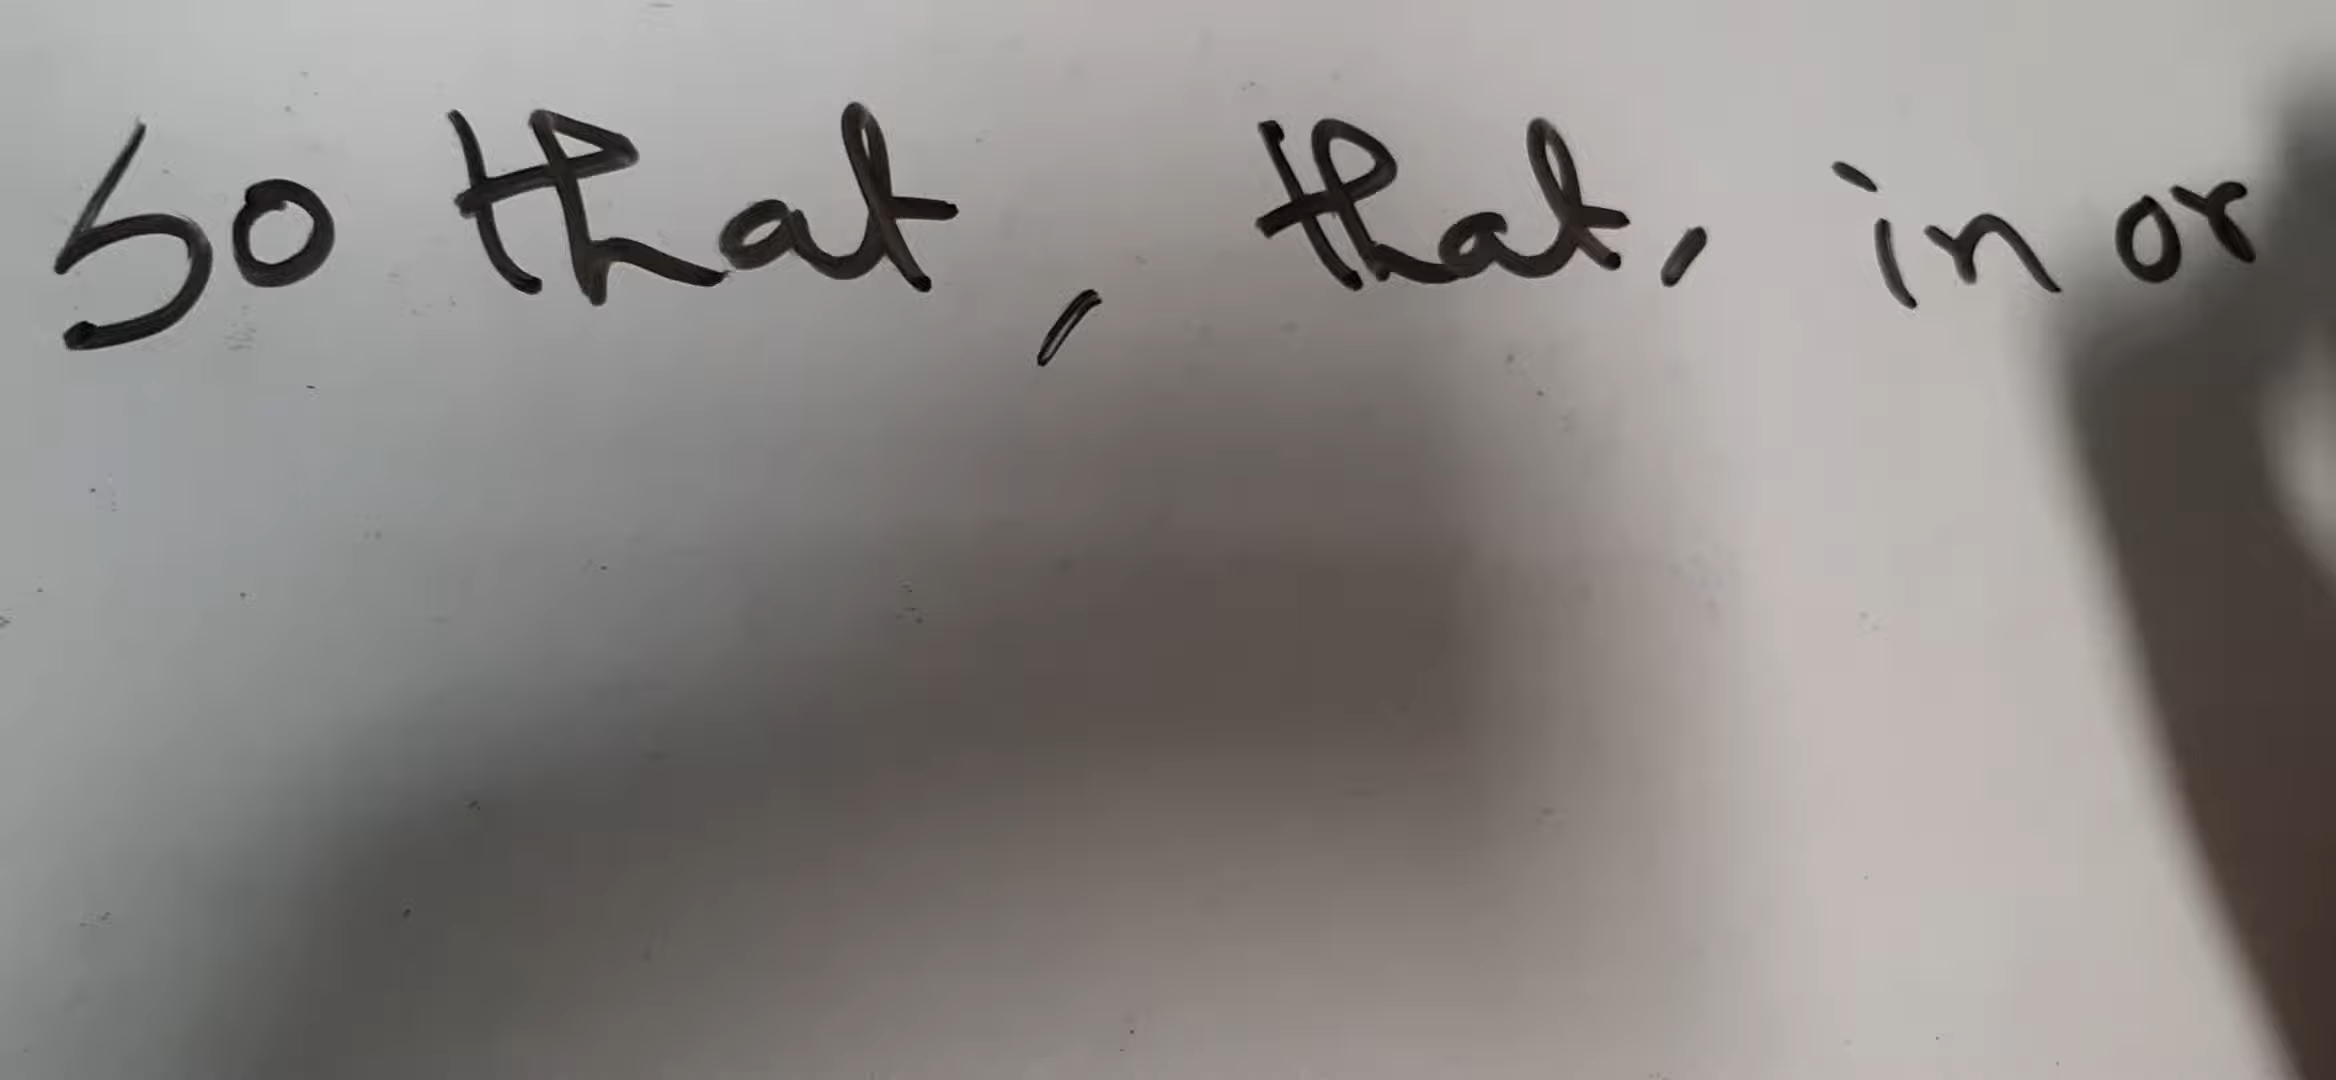 So that, that, in or